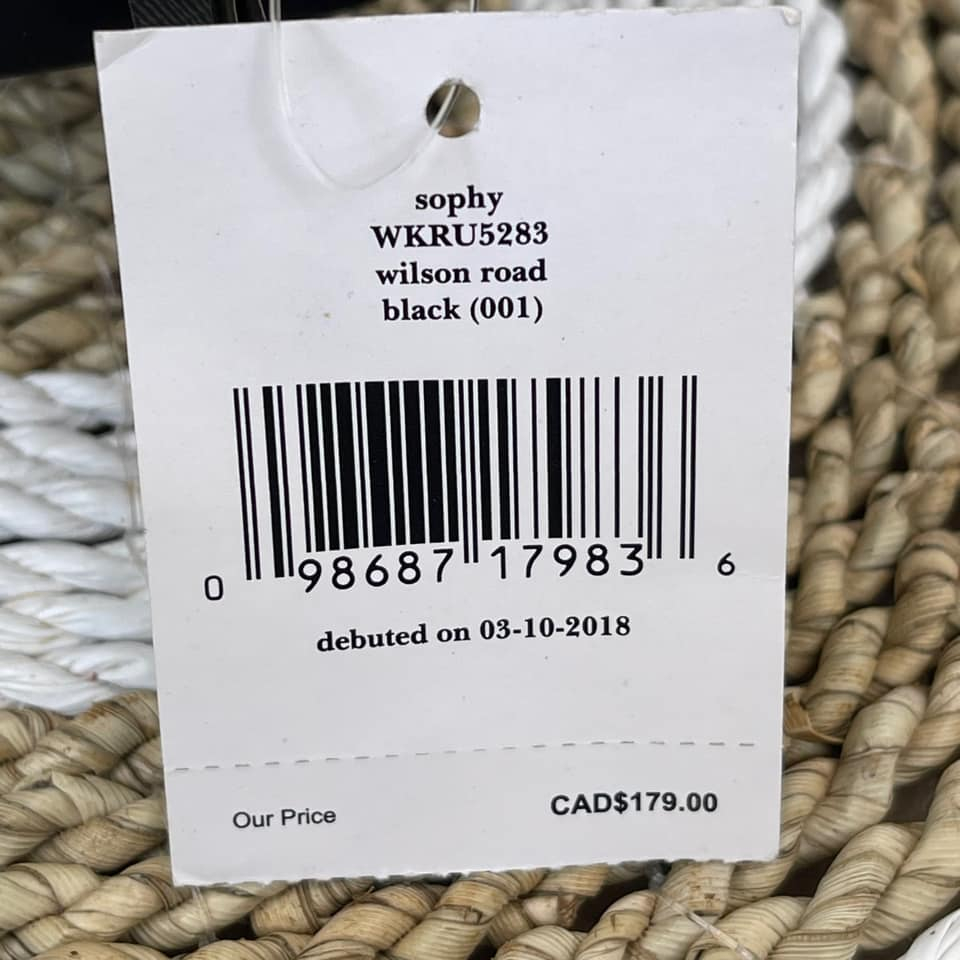 sophy
WKRU5283
wilson road
black (001)
0 98687 17983 6
debuted on 03-10-2018
Our Price CAD$179.00